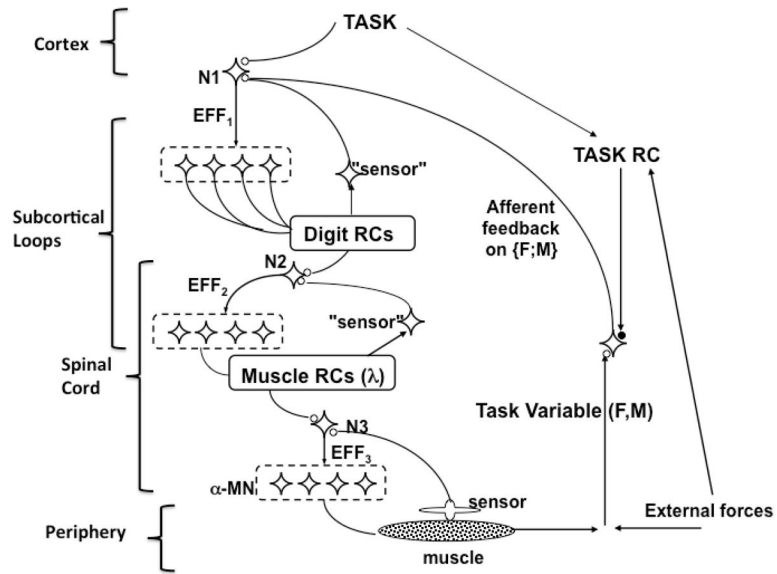 TASK
Cortex
N1
EFF1
TASK RC
"sensor"
Afferent
feedback
on {F;M}
Subcortical
Loops
Digit RCs
N2
EFF2
"sensor"
Spinal
Cord
Muscle RCs (λ)
Task Variable (F,M)
N3
EFF3
α-MN
sensor
External forces
Periphery
muscle